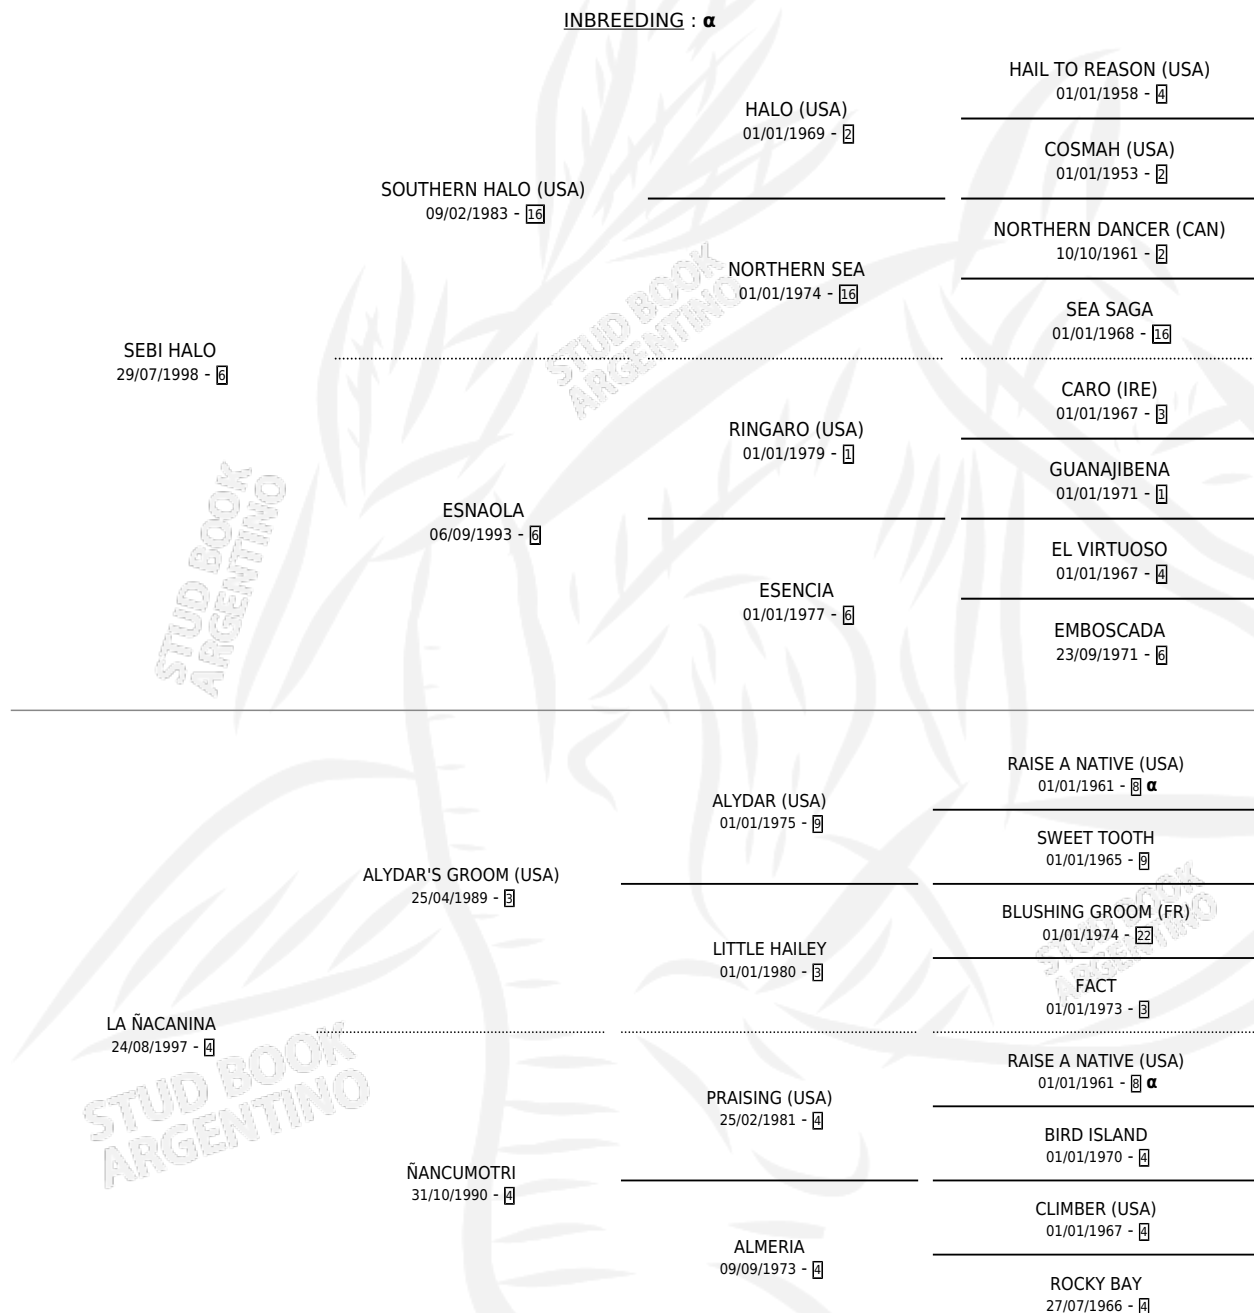 INBREEDING : α
HAIL TO REASON (USA)
01/01/1958 - 4
HALO (USA)
01/01/1969 - 2
COSMAH (USA)
01/01/1953 - 2
SOUTHERN HALO (USA)
09/02/1983 - 16
NORTHERN DANCER (CAN)
10/10/1961 - 2
NORTHERN SEA
01/01/1974 - 16
SEA SAGA
01/01/1968 - 16
SEBI HALO
29/07/1998 - 6
CARO (IRE)
01/01/1967 - 3
RINGARO (USA)
01/01/1979 - 1
GUANAJIBENA
01/01/1971 - 1
ESNAOLA
06/09/1993 - 6
EL VIRTUOSO
01/01/1967 - 4
ESENCIA
01/01/1977 - 6
EMBOSCADA
23/09/1971 - 6
RAISE A NATIVE (USA)
01/01/1961 - 8 α
ALYDAR (USA)
01/01/1975 - 9
SWEET TOOTH
01/01/1965 - 9
ALYDAR'S GROOM (USA)
25/04/1989 - 3
BLUSHING GROOM (FR)
01/01/1974 - 22
LITTLE HAILEY
01/01/1980 - 3
FACT
01/01/1973 - 3
LA ÑACANINA
24/08/1997 - 4
RAISE A NATIVE (USA)
01/01/1961 - 8 α
PRAISING (USA)
25/02/1981 - 4
BIRD ISLAND
01/01/1970 - 4
ÑANCUMOTRI
31/10/1990 - 4
CLIMBER (USA)
01/01/1967 - 4
ALMERIA
09/09/1973 - 4
ROCKY BAY
27/07/1966 - 4
STUD BOOK
ARGENTINO
STUD BOOK
ARGENTINO
STUD BOOK
ARGENTINO
STUD BOOK
ARGENTINO